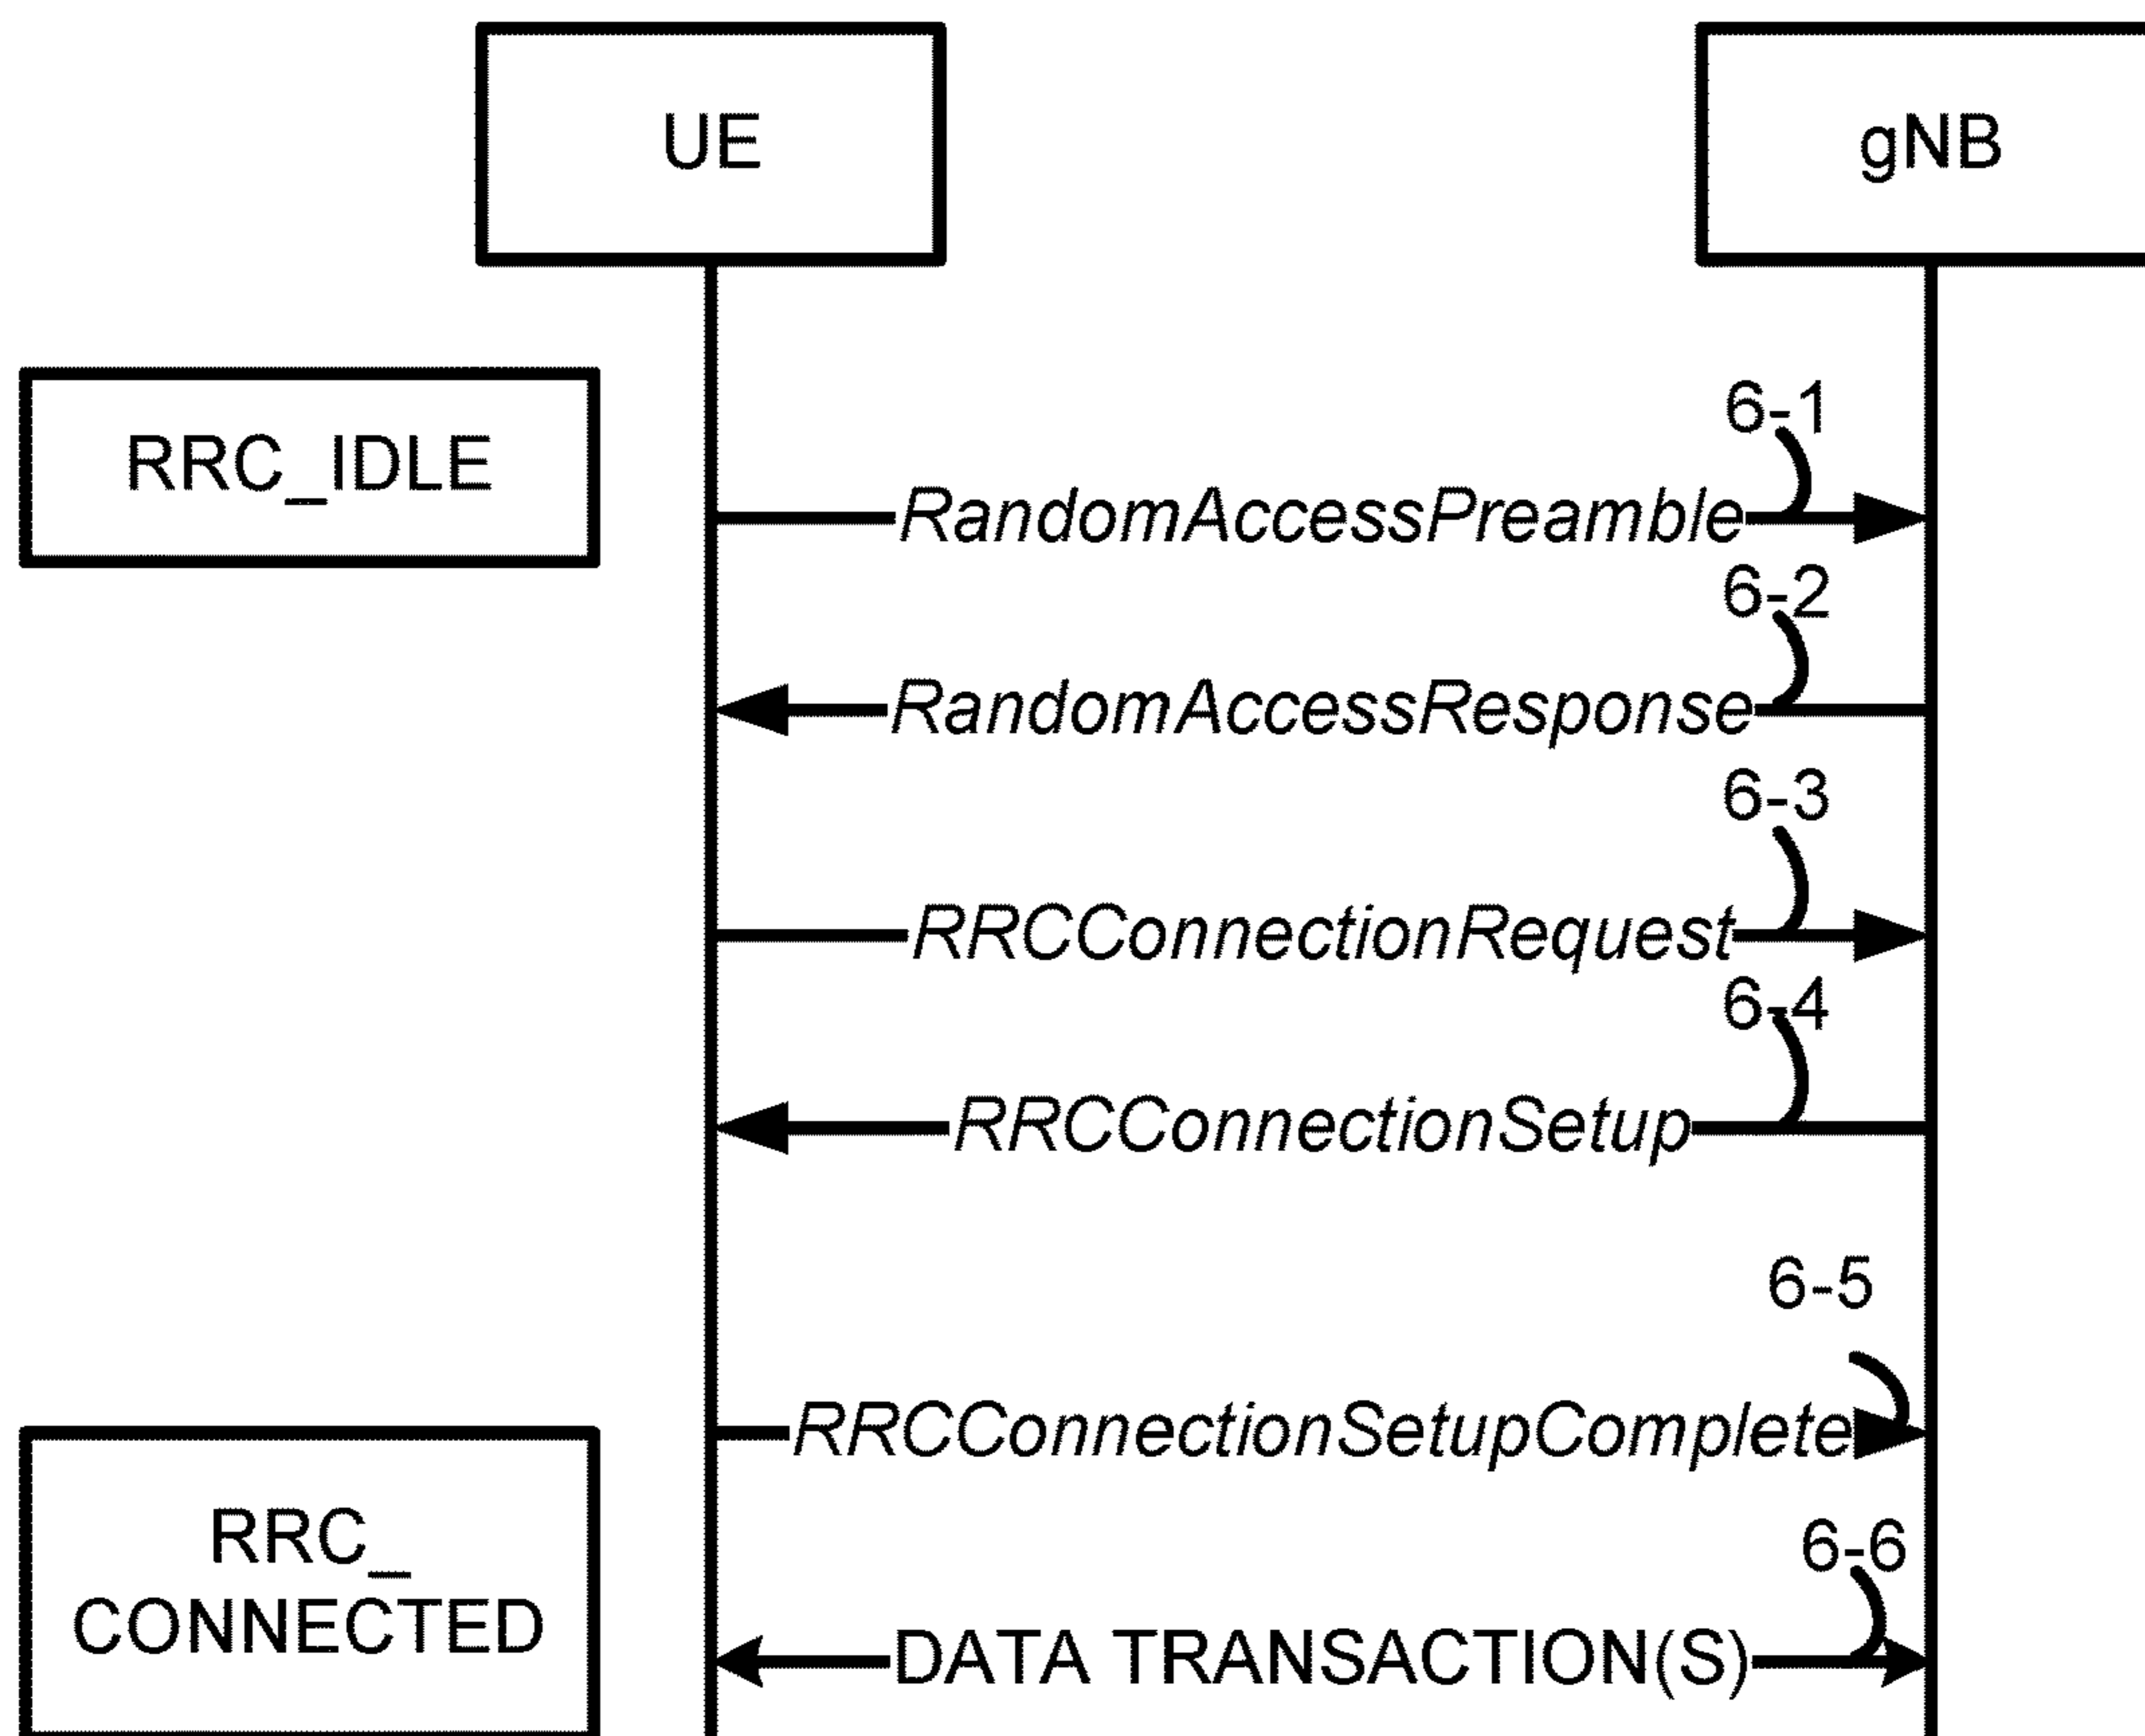 UE
gNB
RRC_IDLE
6-1
RandomAccessPreamble
6-2
RandomAccessResponse
6-3
RRCConnectionRequest
6-4
RRCConnectionSetup
6-5
RRCConnectionSetupComplete
RRC_
CONNECTED
6-6
DATA TRANSACTION(S)